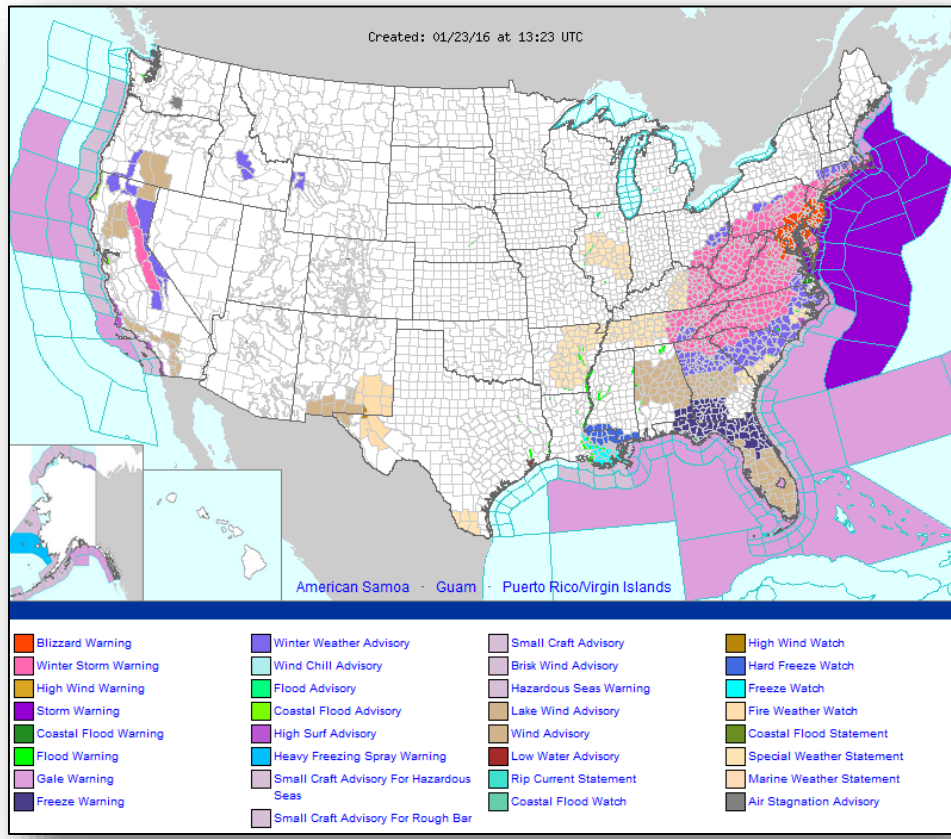 Created: 01/23/16 at 13:23 UTC
American Samoa · Guam · Puerto Rico/Virgin Islands
Blizzard Warning
Winter Storm Warning
High Wind Warning
Storm Warning
Coastal Flood Warning
Flood Warning
Gale Warning
Freeze Warning
Winter Weather Advisory
Wind Chill Advisory
Flood Advisory
Coastal Flood Advisory
High Surf Advisory
Heavy Freezing Spray Warning
Small Craft Advisory For Hazardous
Seas
Small Craft Advisory For Rough Bar
Small Craft Advisory
Brisk Wind Advisory
Hazardous Seas Warning
Lake Wind Advisory
Wind Advisory
Low Water Advisory
Rip Current Statement
Coastal Flood Watch
High Wind Watch
Hard Freeze Watch
Freeze Watch
Fire Weather Watch
Coastal Flood Statement
Special Weather Statement
Marine Weather Statement
Air Stagnation Advisory